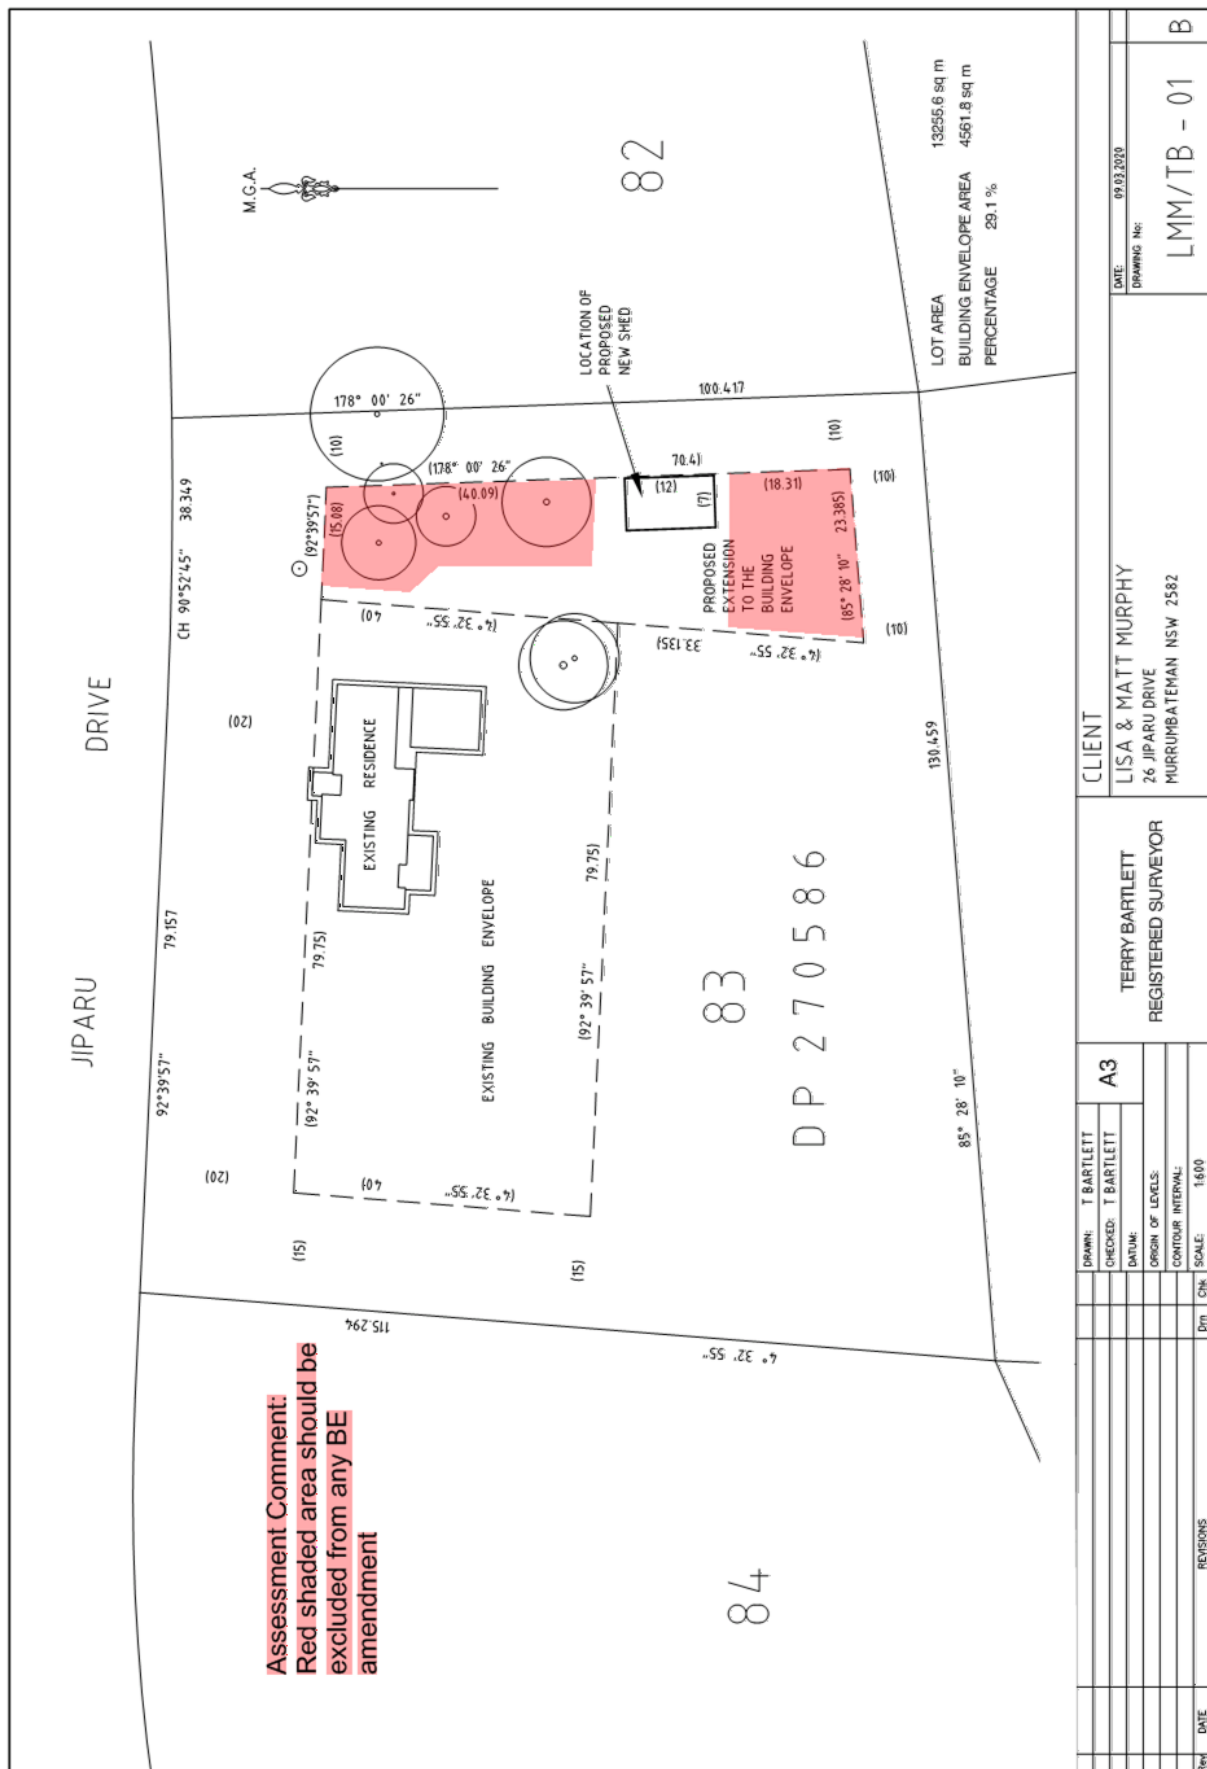 JIPARU DRIVE
92°39'57"
79.157
CH 90°52'45"
38.349
M.G.A.
82
(20)
(20)
(15)
(15)
(92° 39' 57")
79.75)
(92°39'57")
(15.08)
(10)
178° 00' 26"
(178° 00' 26"
70.4)
(40.09)
100.417
40)
(4° 32' 55"
40)
(4° 32' 55"
EXISTING RESIDENCE
EXISTING BUILDING ENVELOPE
(92° 39' 57")
79.75)
33.135)
(4° 32' 55"
LOCATION OF
PROPOSED
NEW SHED
(12)
(7)
(18.31)
PROPOSED
EXTENSION
TO THE
BUILDING
ENVELOPE
(85° 28' 10"
23.385)
(10)
(10)
(10)
83
DP 270586
84
115.294
4° 32' 55"
85° 28' 10"
130.459
LOT AREA 13255.6 sq m
BUILDING ENVELOPE AREA 4561.8 sq m
PERCENTAGE 29.1 %
Assessment Comment:
Red shaded area should be
excluded from any BE
amendment
Rev DATE REVISIONS Drn Chk
DRAWN: T BARTLETT
CHECKED: T BARTLETT
DATUM:
ORIGIN OF LEVELS:
CONTOUR INTERVAL:
SCALE: 1:600
A3
TERRY BARTLETT
REGISTERED SURVEYOR
CLIENT
LISA & MATT MURPHY
26 JIPARU DRIVE
MURRUMBATEMAN NSW 2582
DATE: 09.03.2020
DRAWING No:
LMM/TB - 01 B